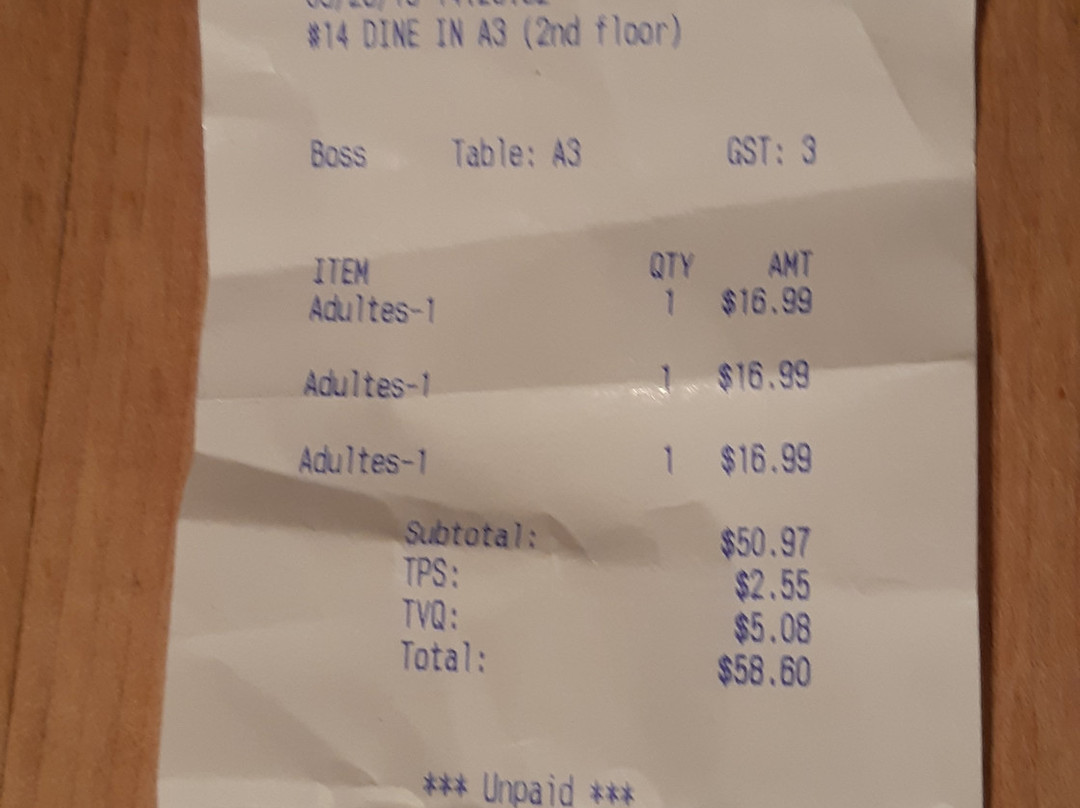 #14 DINE IN A3 (2nd floor)
Boss Table: A3 GST: 3
ITEM QTY AMT
Adultes-1 1 $16.99
Adultes-1 1 $16.99
Adultes-1 1 $16.99
Subtotal: $50.97
TPS: $2.55
TVQ: $5.08
Total: $58.60
*** Unpaid ***